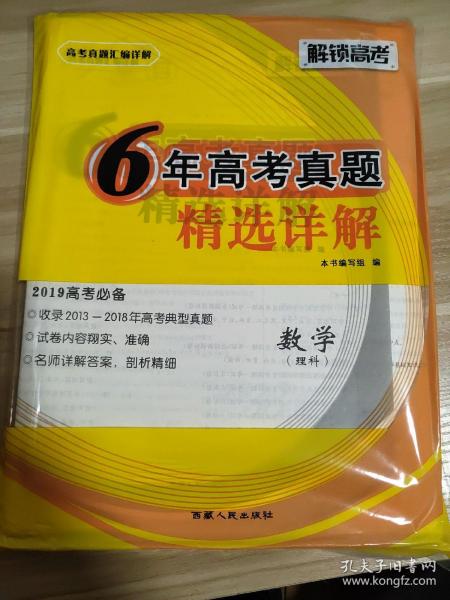 高考真题汇编详解
解锁高考
6年高考真题
精选详解
本书编写组 编
2019高考必备
收录2013－2018年高考典型真题
试卷内容翔实、准确
名师详解答案，剖析精细
数学
（理科）
西藏人民出版社
孔夫子旧书网
www.kongfz.com